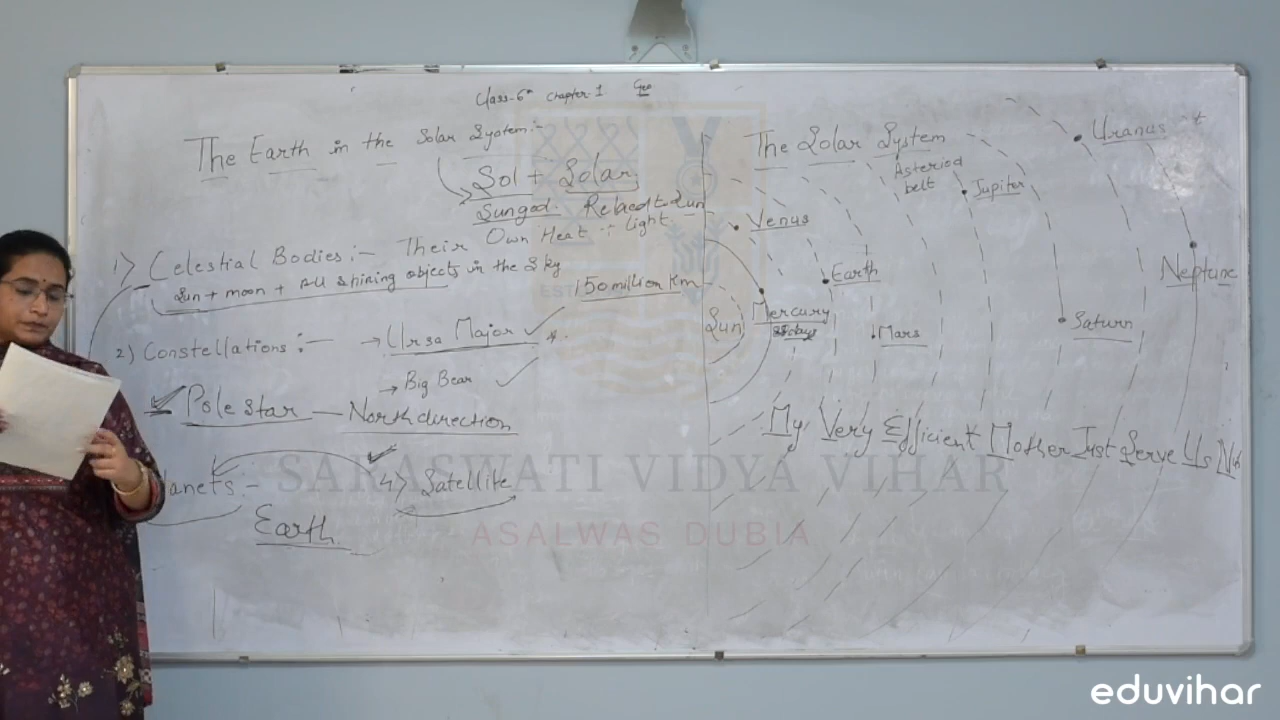 Class-6th Chapter-1 Geo
The Earth in the Solar System:-
Sol + Solar
Sungod. Related Sun
1) Celestial Bodies:- Their Own Heat + light
Sun + moon + All shining objects in the sky
150 million Km
2) Constellations:- → Ursa Major
→ Big Bear
Pole Star — North direction
lanets:- 4) Satellite
Earth
The Solar System
Asteriod
belt
Uranus
Jupiter
Venus
Neptune
Earth
Mercury
Sun
Saturn
Mars
My Very Efficient Mother Just Serve Us
SARASWATI VIDYA VIHAR
ASALWAS DUBIA
eduvihar